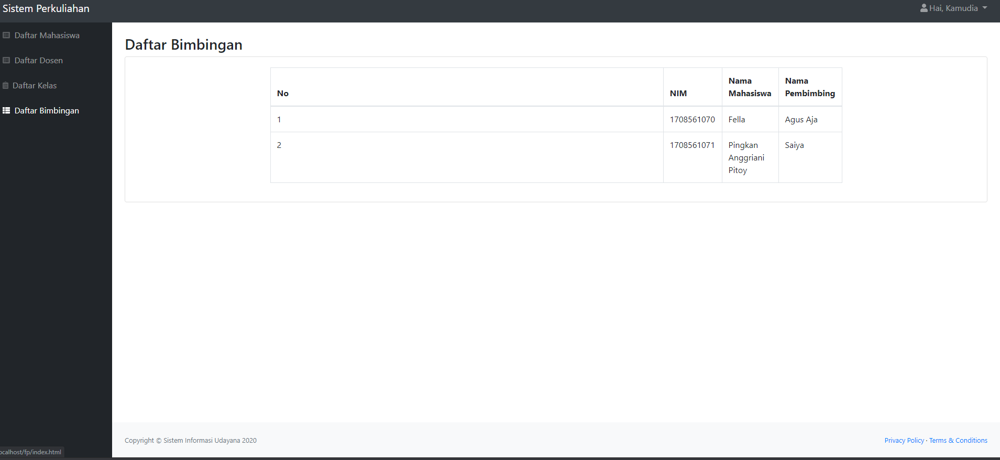 Sistem Perkuliahan
Hai, Kamudia
Daftar Mahasiswa
Daftar Dosen
Daftar Kelas
Daftar Bimbingan
Daftar Bimbingan
No NIM Nama Mahasiswa Nama Pembimbing
1 1708561070 Fella Agus Aja
2 1708561071 Pingkan Anggriani Pitoy Saiya
Copyright © Sistem Informasi Udayana 2020
Privacy Policy · Terms & Conditions
ocalhost/fp/index.html